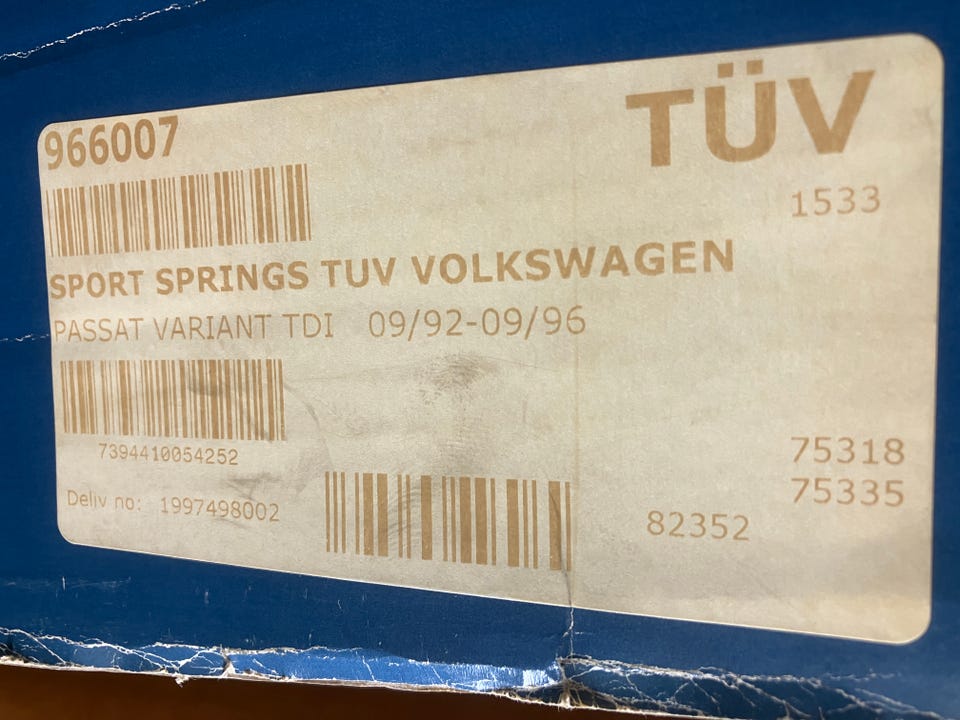 966007
TÜV
1533
SPORT SPRINGS TUV VOLKSWAGEN
PASSAT VARIANT TDI 09/92-09/96
7394410054252
75318
75335
Deliv no: 1997498002
82352